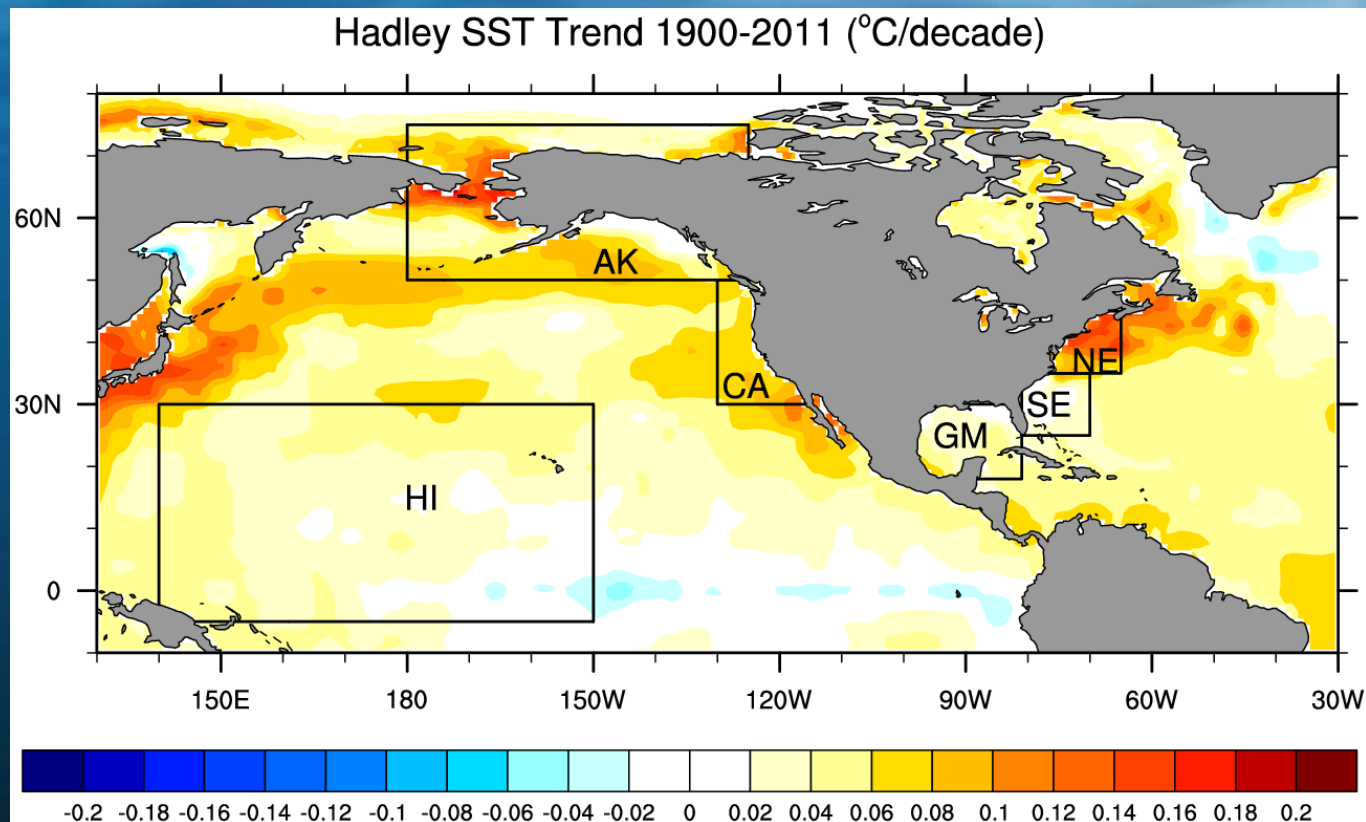 Hadley SST Trend 1900-2011 (°C/decade)
60N
AK
CA
NE
30N
SE
GM
HI
0
150E 180 150W 120W 90W 60W 30W
-0.2 -0.18 -0.16 -0.14 -0.12 -0.1 -0.08 -0.06 -0.04 -0.02 0 0.02 0.04 0.06 0.08 0.1 0.12 0.14 0.16 0.18 0.2